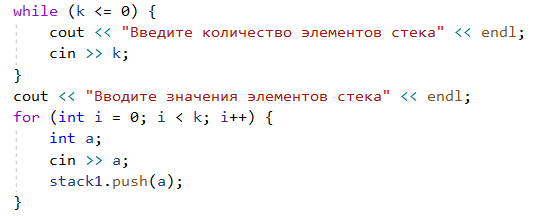 while (k <= 0) {
    cout << "Введите количество элементов стека" << endl;
    cin >> k;
}
cout << "Вводите значения элементов стека" << endl;
for (int i = 0; i < k; i++) {
    int a;
    cin >> a;
    stack1.push(a);
}